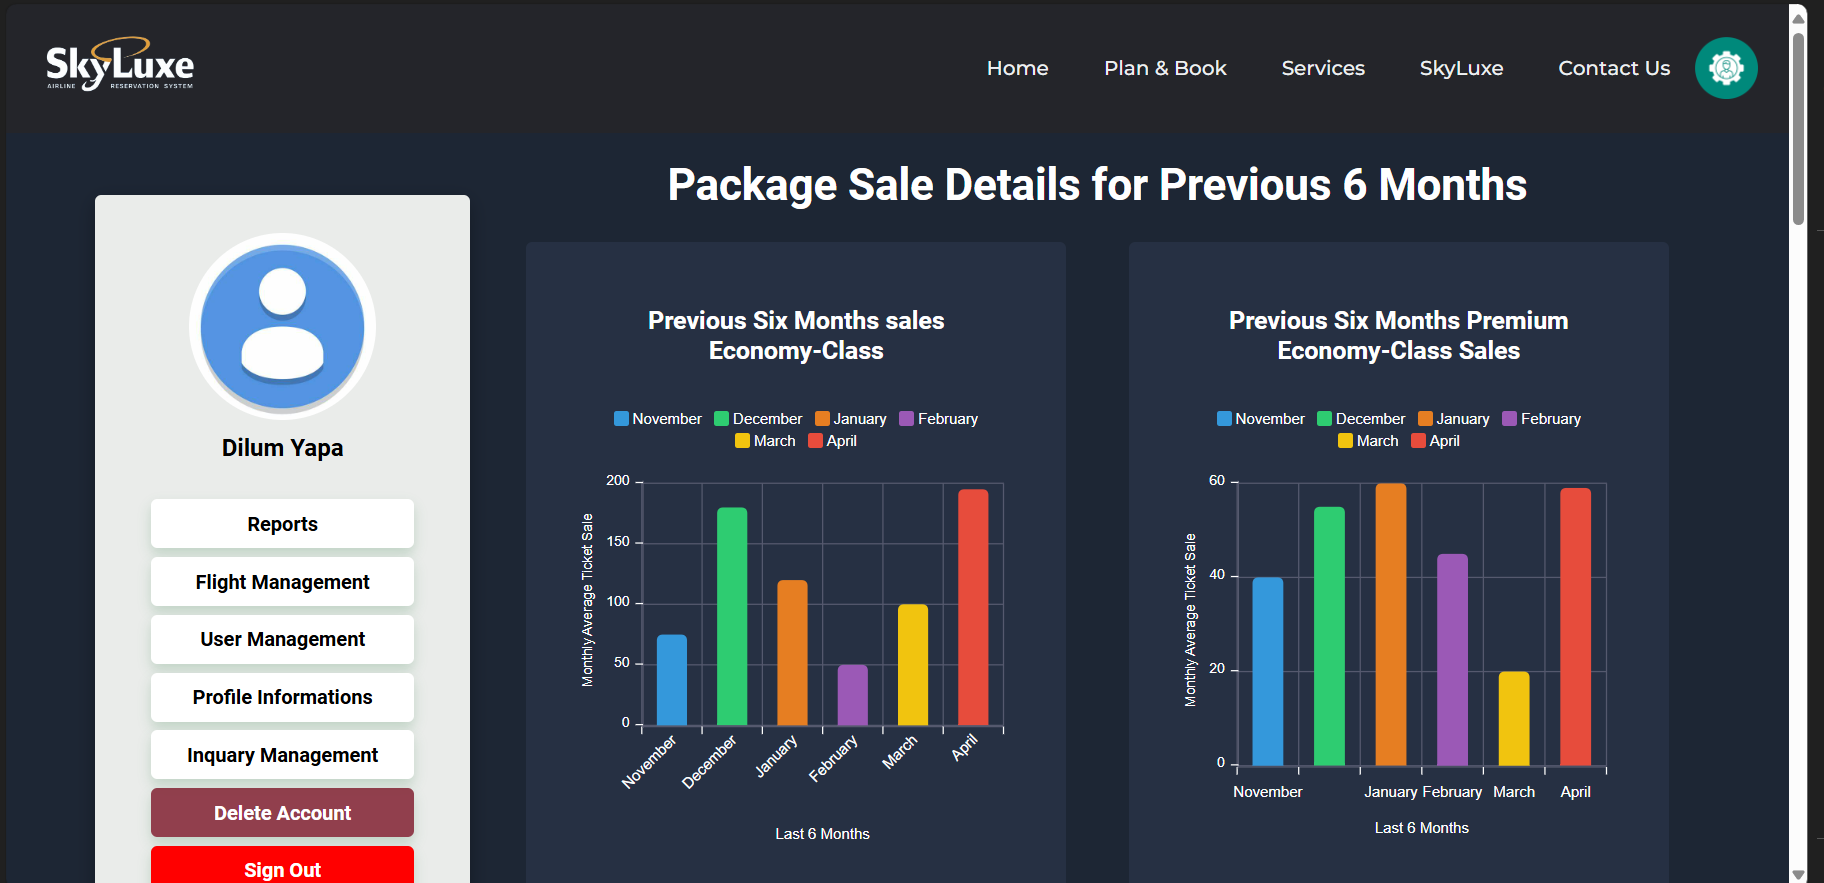 SkyLuxe
AIRLINE RESERVATION SYSTEM
Home
Plan & Book
Services
SkyLuxe
Contact Us
Dilum Yapa
Reports
Flight Management
User Management
Profile Informations
Inquary Management
Delete Account
Sign Out
Package Sale Details for Previous 6 Months
Previous Six Months sales
Economy-Class
November December January February
March April
Monthly Average Ticket Sale
200
150
100
50
0
November December January February March April
Last 6 Months
Previous Six Months Premium
Economy-Class Sales
November December January February
March April
Monthly Average Ticket Sale
60
40
20
0
November January February March April
Last 6 Months